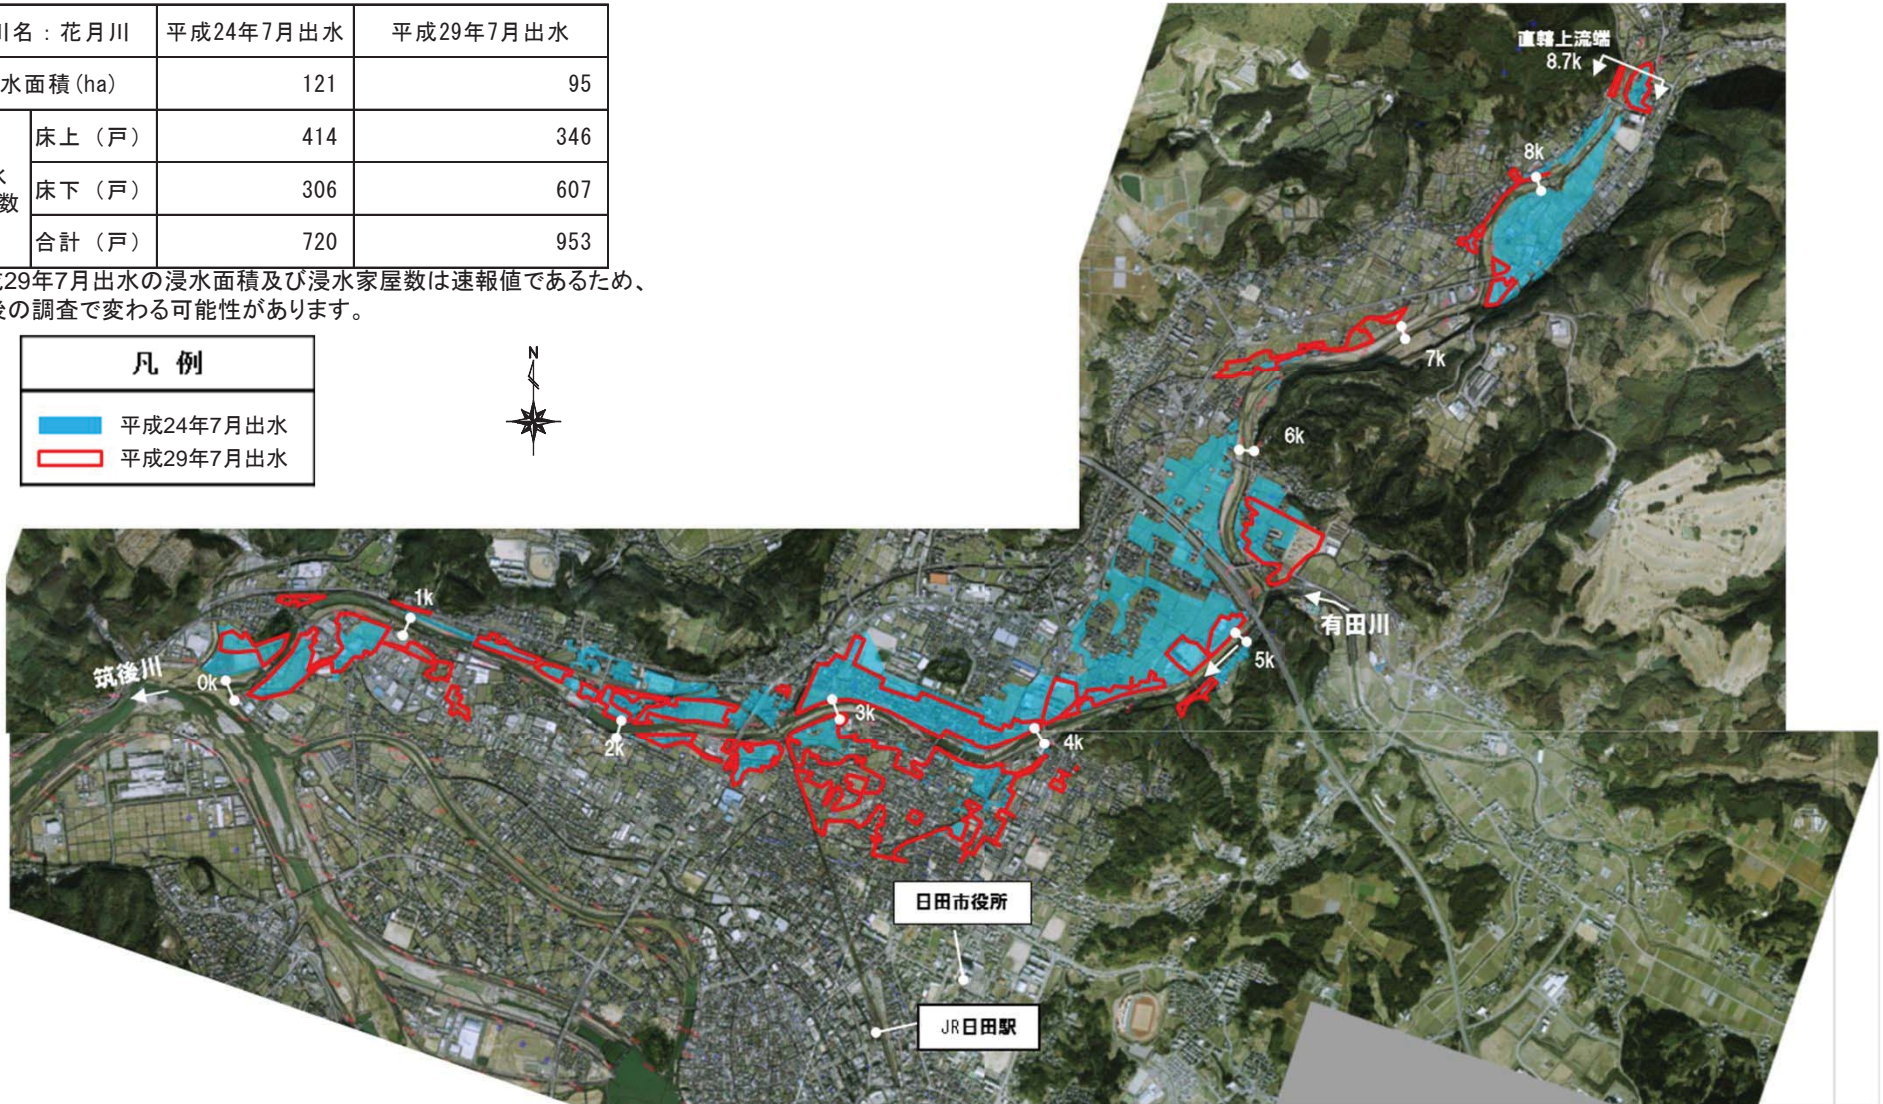 川名：花月川 平成24年7月出水 平成29年7月出水
水面積(ha) 121 95
床上（戸） 414 346
水
数
床下（戸） 306 607
合計（戸） 720 953
成29年7月出水の浸水面積及び浸水家屋数は速報値であるため、
後の調査で変わる可能性があります。
凡 例
平成24年7月出水
平成29年7月出水
N
直轄上流端
8.7k
8k
7k
6k
有田川
5k
4k
3k
2k
1k
0k
筑後川
日田市役所
JR日田駅